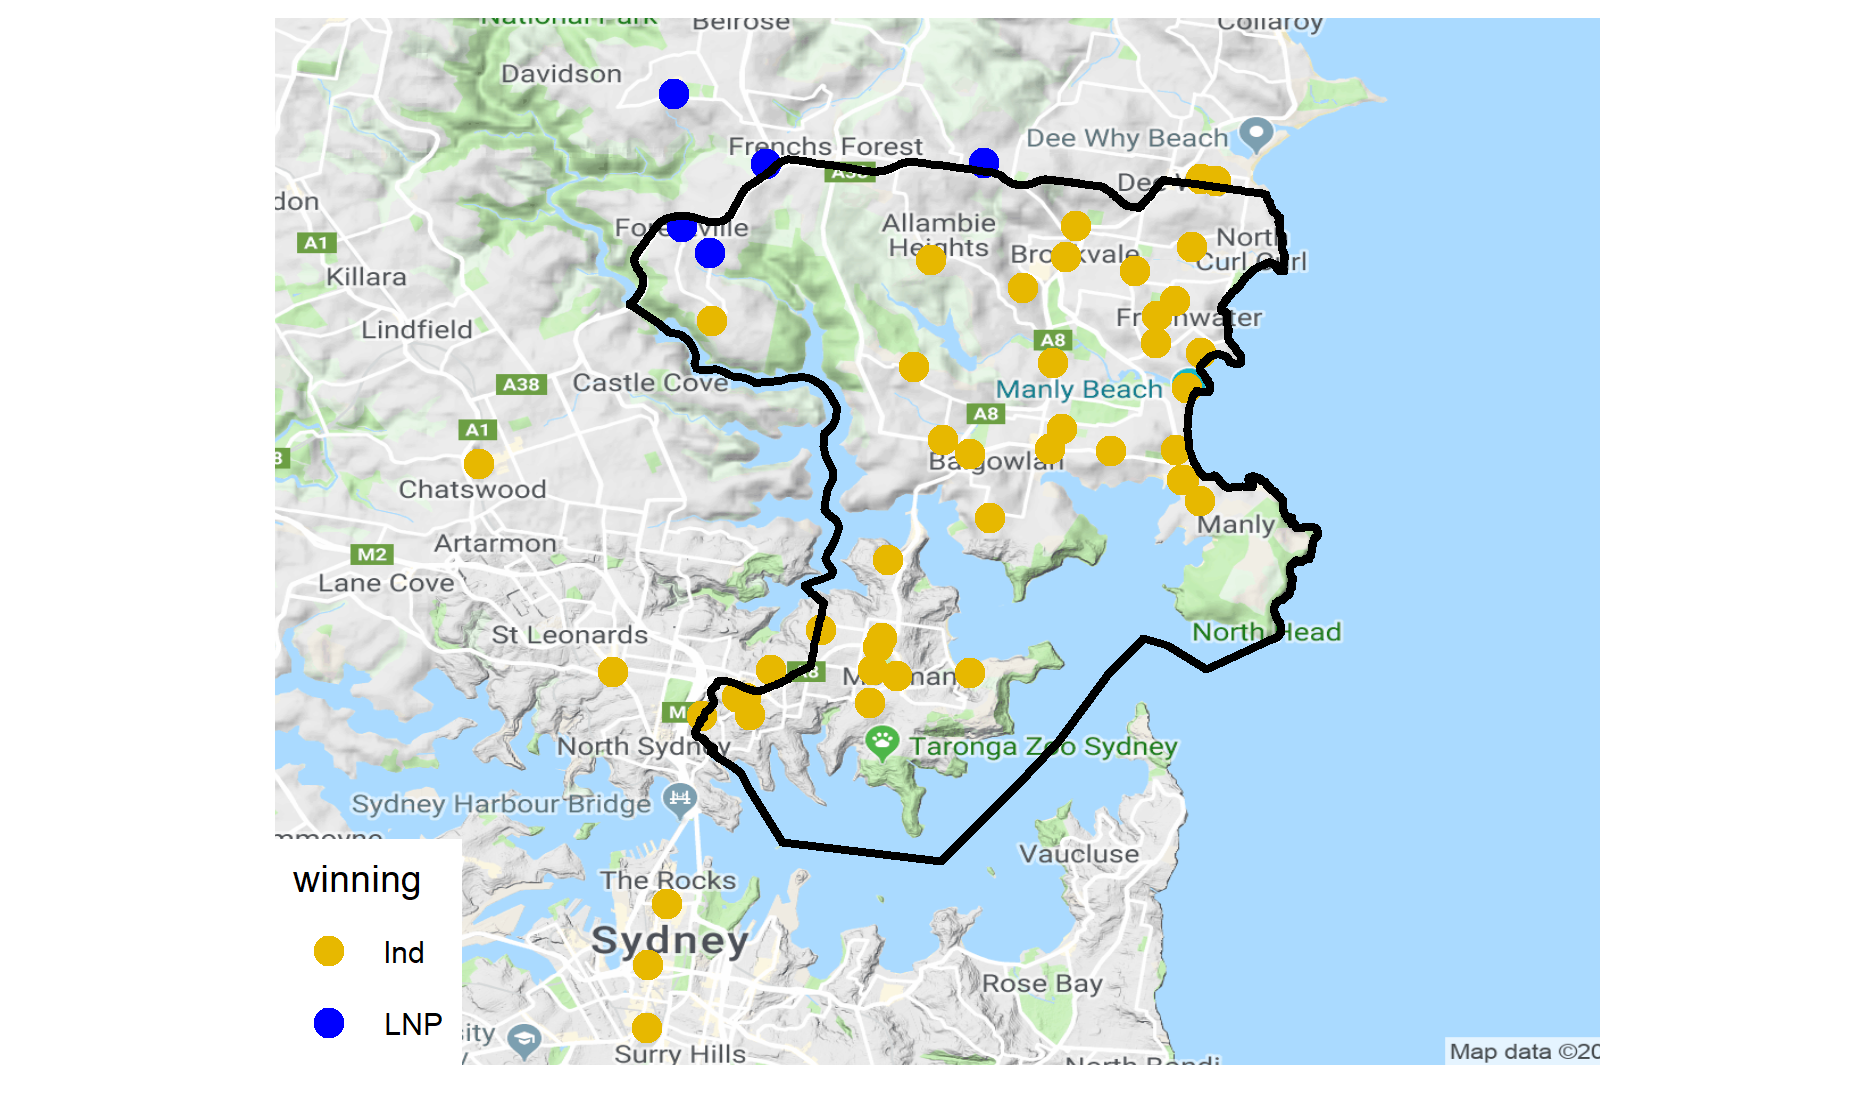 National Park
Belrose
Collaroy
Davidson
Dee Why Beach
Frenchs Forest
A38
Dee W
don
Allambie
Heights
Forestville
A1
North
Curl Curl
Brookvale
Killara
Lindfield
Freshwater
A8
Castle Cove
A38
Manly Beach
A8
A1
Balgowlah
Chatswood
Manly
Artarmon
M2
Lane Cove
St Leonards
North Head
A8
Mosman
M
North Sydney
Taronga Zoo Sydney
Sydney Harbour Bridge
mmoyne
Vaucluse
The Rocks
winning
Sydney
Ind
Rose Bay
LNP
sity
Surry Hills
North Bondi
Map data ©20